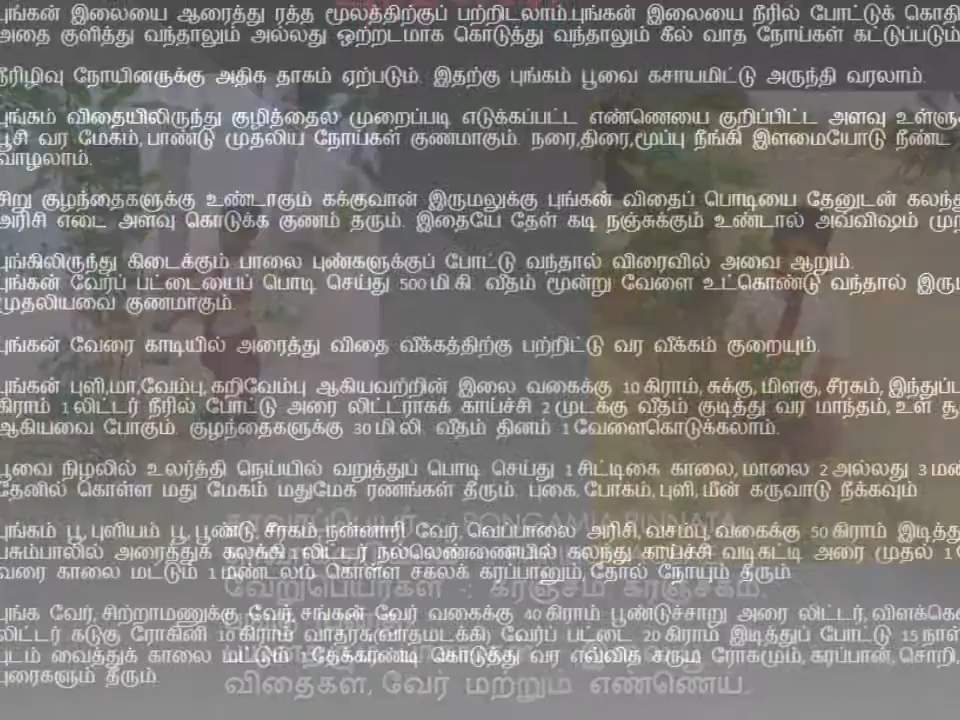 புங்கன் இலையை ஆரைத்து ரத்த மூலத்திற்குப் பற்றிடலாம்.புங்கன் இலையை நீரில் போட்டுக் கொதி
அதை குளித்து வந்தாலும் அல்லது ஒற்றடமாக கொடுத்து வந்தாலும் கீல் வாத நோய்கள் கட்டுப்படும்
நீரிழிவு நோயினருக்கு அதிக தாகம் ஏற்படும். இதற்கு புங்கம் பூவை கசாயமிட்டு அருந்தி வரலாம்.
புங்கம் விதையிலிருந்து குழித்தைல முறைப்படி எடுக்கப்பட்ட எண்ணெயை குறிப்பிட்ட அளவு உள்ளுக்
பூசி வர மேகம், பாண்டு முதலிய நோய்கள் குணமாகும். நரை,திரை,மூப்பு நீங்கி இளமையோடு நீண்ட
வாழலாம்.
சிறு குழந்தைகளுக்கு உண்டாகும் கக்குவான் இருமலுக்கு புங்கன் விதைப் பொடியை தேனுடன் கலந்த
அரிசி எடை அளவு கொடுக்க குணம் தரும். இதையே தேள் கடி நஞ்சுக்கும் உண்டால் அவ்விஷம் முற
புங்கிலிருந்து கிடைக்கும் பாலை புண்களுக்குப் போட்டு வந்தால் விரைவில் அவை ஆறும்.
புங்கன் வேர்ப் பட்டையைப் பொடி செய்து 500 மி.கி. வீதம் மூன்று வேளை உட்கொண்டு வந்தால் இரும
முதலியவை குணமாகும்.
புங்கன் வேரை காடியில் அரைத்து விதை வீக்கத்திற்கு பற்றிட்டு வர வீக்கம் குறையும்.
புங்கன் புளி,மா,வேம்பு, கறிவேம்பு ஆகியவற்றின் இலை வகைக்கு 10 கிராம், சுக்கு, மிளகு, சீரகம், இந்துப்
கிராம் 1 லிட்டர் நீரில் போட்டு அரை லிட்டராகக் காய்ச்சி 2 முடக்கு வீதம் குடித்து வர மாந்தம், உள் சூ
ஆகியவை போகும். குழந்தைகளுக்கு 30 மி.லி. வீதம் தினம் 1 வேளைகொடுக்கலாம்.
பூவை நிழலில் உலர்த்தி நெய்யில் வறுத்துப் பொடி செய்து 1 சிட்டிகை காலை, மாலை 2 அல்லது 3 மண
தேனில் கொள்ள மது மேகம் மதுமேக ரணங்கள் தீரும். புகை, போகம், புளி, மீன் கருவாடு நீக்கவும்
புங்கம் பூ, புளியம் பூ, பூண்டு, சீரகம், நன்னாரி வேர், வெப்பாலை அரிசி, வசம்பு, வகைக்கு 50 கிராம் இடித்து
பசும்பாலில் அரைத்துக் கலக்கி 1 லிட்டர் நல்லெண்ணையில் கலந்து காய்ச்சி வடிகட்டி அரை (முதல் 1
வரை காலை மட்டும் 1 மண்டலம் கொள்ள சகலக் கரப்பானும், தோல் நோயும் தீரும்.
வேறுபெயர்கள் -: கரஞ்சம் கரஞ்சகம்.
புங்க வேர், சிற்றாமணுக்கு வேர், சங்கன் வேர் வகைக்கு 40 கிராம் பூண்டுச்சாறு அரை லிட்டர், விளக்கெ
லிட்டர் கடுகு ரோகினி 10 கிராம் வாதரசு(வாதமடக்கி) வேர்ப் பட்டை 20 கிராம் இடித்துப் போட்டு 15 நாள்
புடம் வைத்துக் காலை மட்டும் 1 தேக்கரண்டி கொடுத்து வர எவ்வித சரும ரோகமும், கரப்பான், சொறி,
புரைகளும் தீரும்.
விதைகள், வேர் மற்றும் எண்ணெய்.